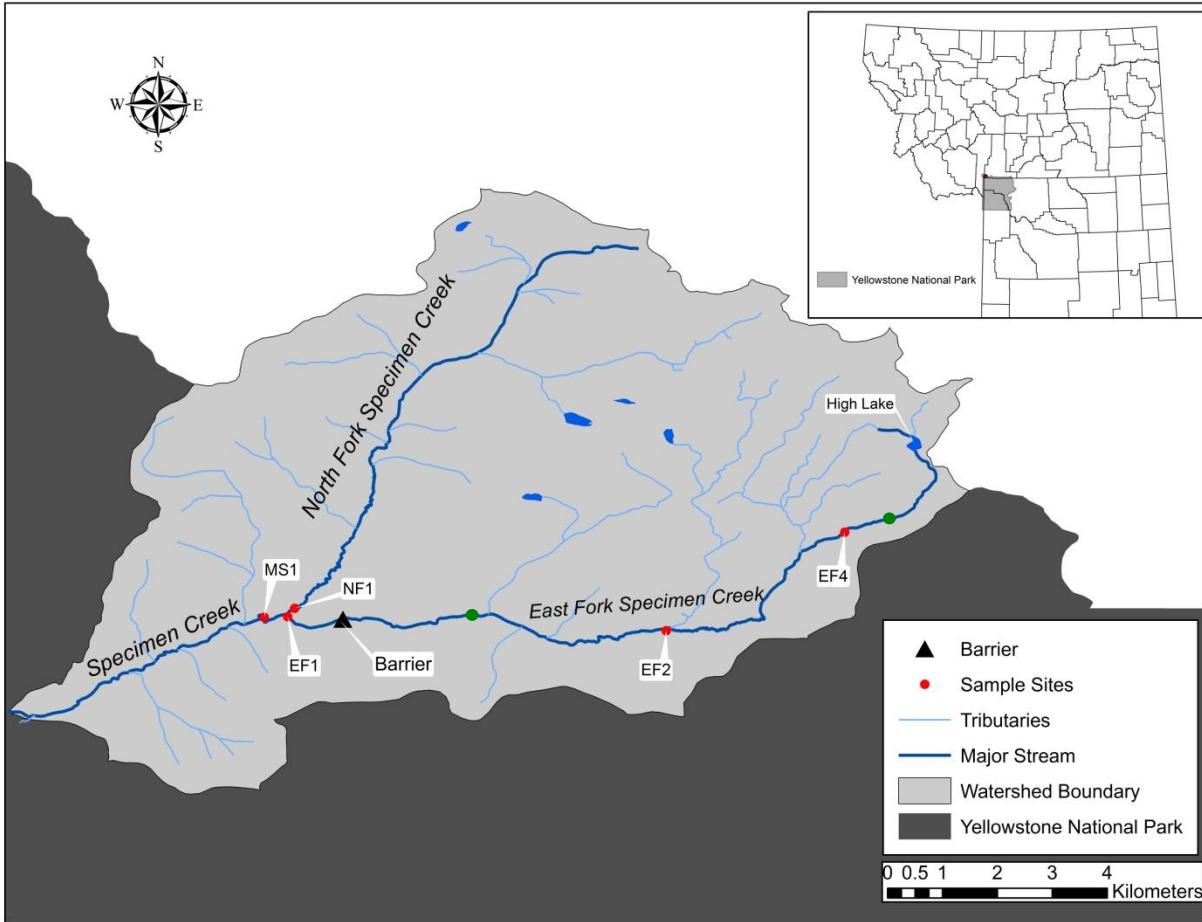 N
W
E
S
Yellowstone National Park
North Fork Specimen Creek
High Lake
MS1
NF1
EF4
Specimen Creek
East Fork Specimen Creek
EF1
Barrier
EF2
Barrier
Sample Sites
Tributaries
Major Stream
Watershed Boundary
Yellowstone National Park
0 0.5 1 2 3 4
Kilometers